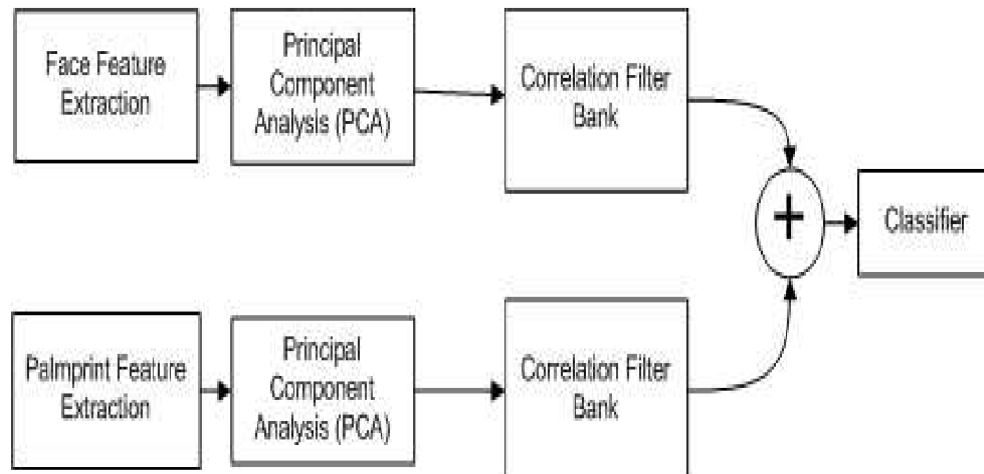 Face Feature
Extraction
Principal
Component
Analysis (PCA)
Correlation Filter
Bank
+
Classifier
Palmprint Feature
Extraction
Principal
Component
Analysis (PCA)
Correlation Filter
Bank